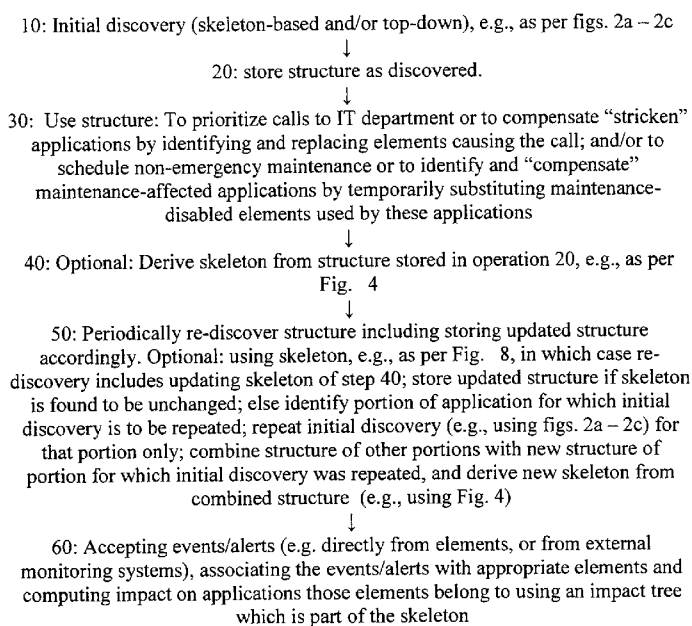 10: Initial discovery (skeleton-based and/or top-down), e.g., as per figs. 2a – 2c
↓
20: store structure as discovered.
↓
30: Use structure: To prioritize calls to IT department or to compensate “stricken”
applications by identifying and replacing elements causing the call; and/or to
schedule non-emergency maintenance or to identify and “compensate”
maintenance-affected applications by temporarily substituting maintenance-
disabled elements used by these applications
↓
40: Optional: Derive skeleton from structure stored in operation 20, e.g., as per
Fig. 4
↓
50: Periodically re-discover structure including storing updated structure
accordingly. Optional: using skeleton, e.g., as per Fig. 8, in which case re-
discovery includes updating skeleton of step 40; store updated structure if skeleton
is found to be unchanged; else identify portion of application for which initial
discovery is to be repeated; repeat initial discovery (e.g., using figs. 2a – 2c) for
that portion only; combine structure of other portions with new structure of
portion for which initial discovery was repeated, and derive new skeleton from
combined structure (e.g., using Fig. 4)
↓
60: Accepting events/alerts (e.g. directly from elements, or from external
monitoring systems), associating the events/alerts with appropriate elements and
computing impact on applications those elements belong to using an impact tree
which is part of the skeleton